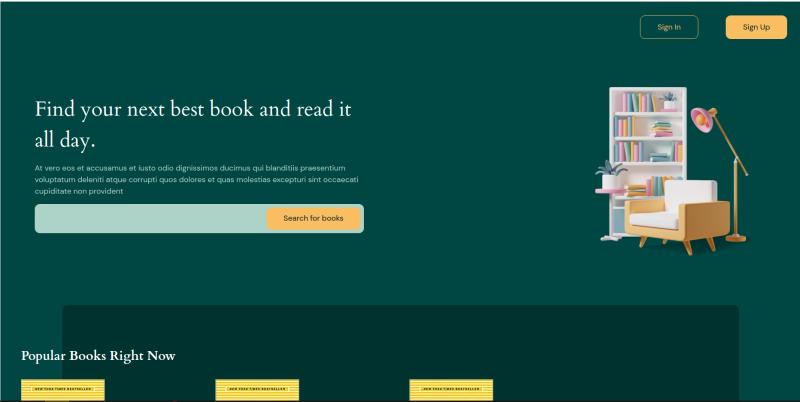 Sign In
Sign Up
Find your next best book and read it
all day.
At vero eos et accusamus et iusto odio dignissimos ducimus qui blanditiis praesentium
voluptatum deleniti atque corrupti quos dolores et quas molestias excepturi sint occaecati
cupiditate non provident
Search for books
Popular Books Right Now
NEW YORK TIMES BESTSELLER
NEW YORK TIMES BESTSELLER
NEW YORK TIMES BESTSELLER